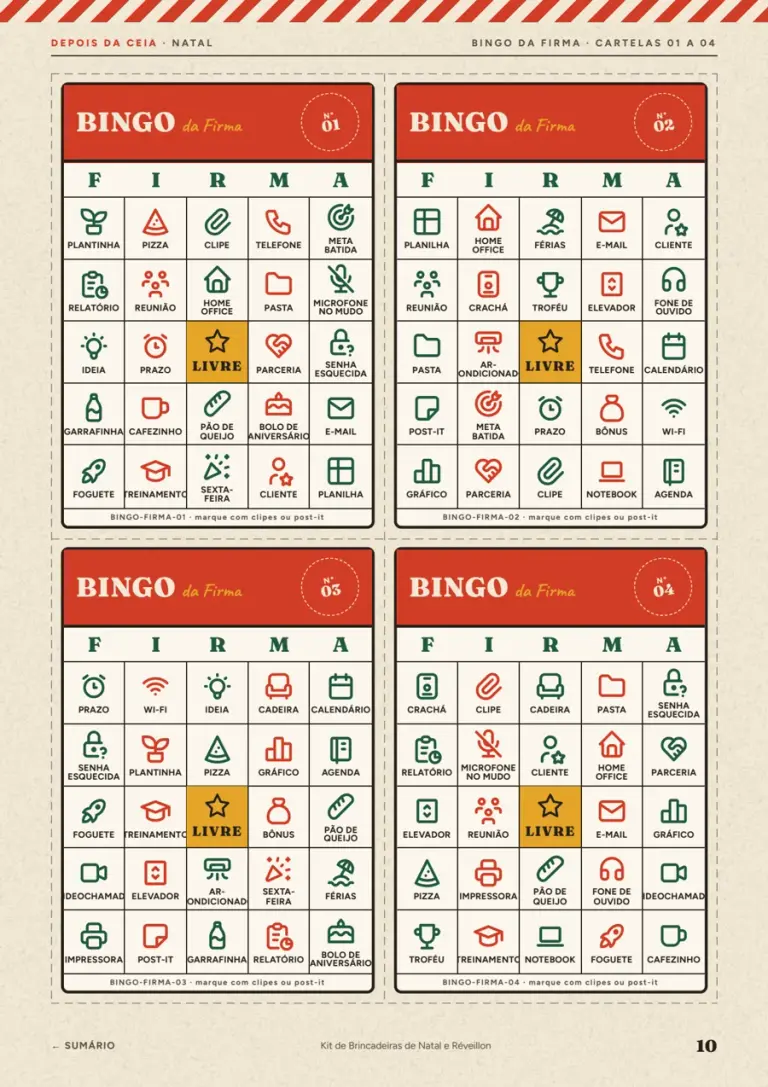 DEPOIS DA CEIA · NATAL
BINGO DA FIRMA · CARTELAS 01 A 04
BINGO da Firma
Nº 01
F I R M A
PLANTINHA PIZZA CLIPE TELEFONE META BATIDA
RELATÓRIO REUNIÃO HOME OFFICE PASTA MICROFONE NO MUDO
IDEIA PRAZO LIVRE PARCERIA SENHA ESQUECIDA
GARRAFINHA CAFEZINHO PÃO DE QUEIJO BOLO DE ANIVERSÁRIO E-MAIL
FOGUETE TREINAMENTO SEXTA-FEIRA CLIENTE PLANILHA
BINGO-FIRMA-01 · marque com clipes ou post-it
BINGO da Firma
Nº 02
F I R M A
PLANILHA HOME OFFICE FÉRIAS E-MAIL CLIENTE
REUNIÃO CRACHÁ TROFÉU ELEVADOR FONE DE OUVIDO
PASTA AR-ONDICIONAD LIVRE TELEFONE CALENDÁRIO
POST-IT META BATIDA PRAZO BÔNUS WI-FI
GRÁFICO PARCERIA CLIPE NOTEBOOK AGENDA
BINGO-FIRMA-02 · marque com clipes ou post-it
BINGO da Firma
Nº 03
F I R M A
PRAZO WI-FI IDEIA CADEIRA CALENDÁRIO
SENHA ESQUECIDA PLANTINHA PIZZA GRÁFICO AGENDA
FOGUETE TREINAMENTO LIVRE BÔNUS PÃO DE QUEIJO
IDEOCHAMAD ELEVADOR AR-ONDICIONAD SEXTA-FEIRA FÉRIAS
IMPRESSORA POST-IT GARRAFINHA RELATÓRIO BOLO DE ANIVERSÁRIO
BINGO-FIRMA-03 · marque com clipes ou post-it
BINGO da Firma
Nº 04
F I R M A
CRACHÁ CLIPE CADEIRA PASTA SENHA ESQUECIDA
RELATÓRIO MICROFONE NO MUDO CLIENTE HOME OFFICE PARCERIA
ELEVADOR REUNIÃO LIVRE E-MAIL GRÁFICO
PIZZA IMPRESSORA PÃO DE QUEIJO FONE DE OUVIDO IDEOCHAMAD
TROFÉU TREINAMENTO NOTEBOOK FOGUETE CAFEZINHO
BINGO-FIRMA-04 · marque com clipes ou post-it
← SUMÁRIO
Kit de Brincadeiras de Natal e Réveillon
10